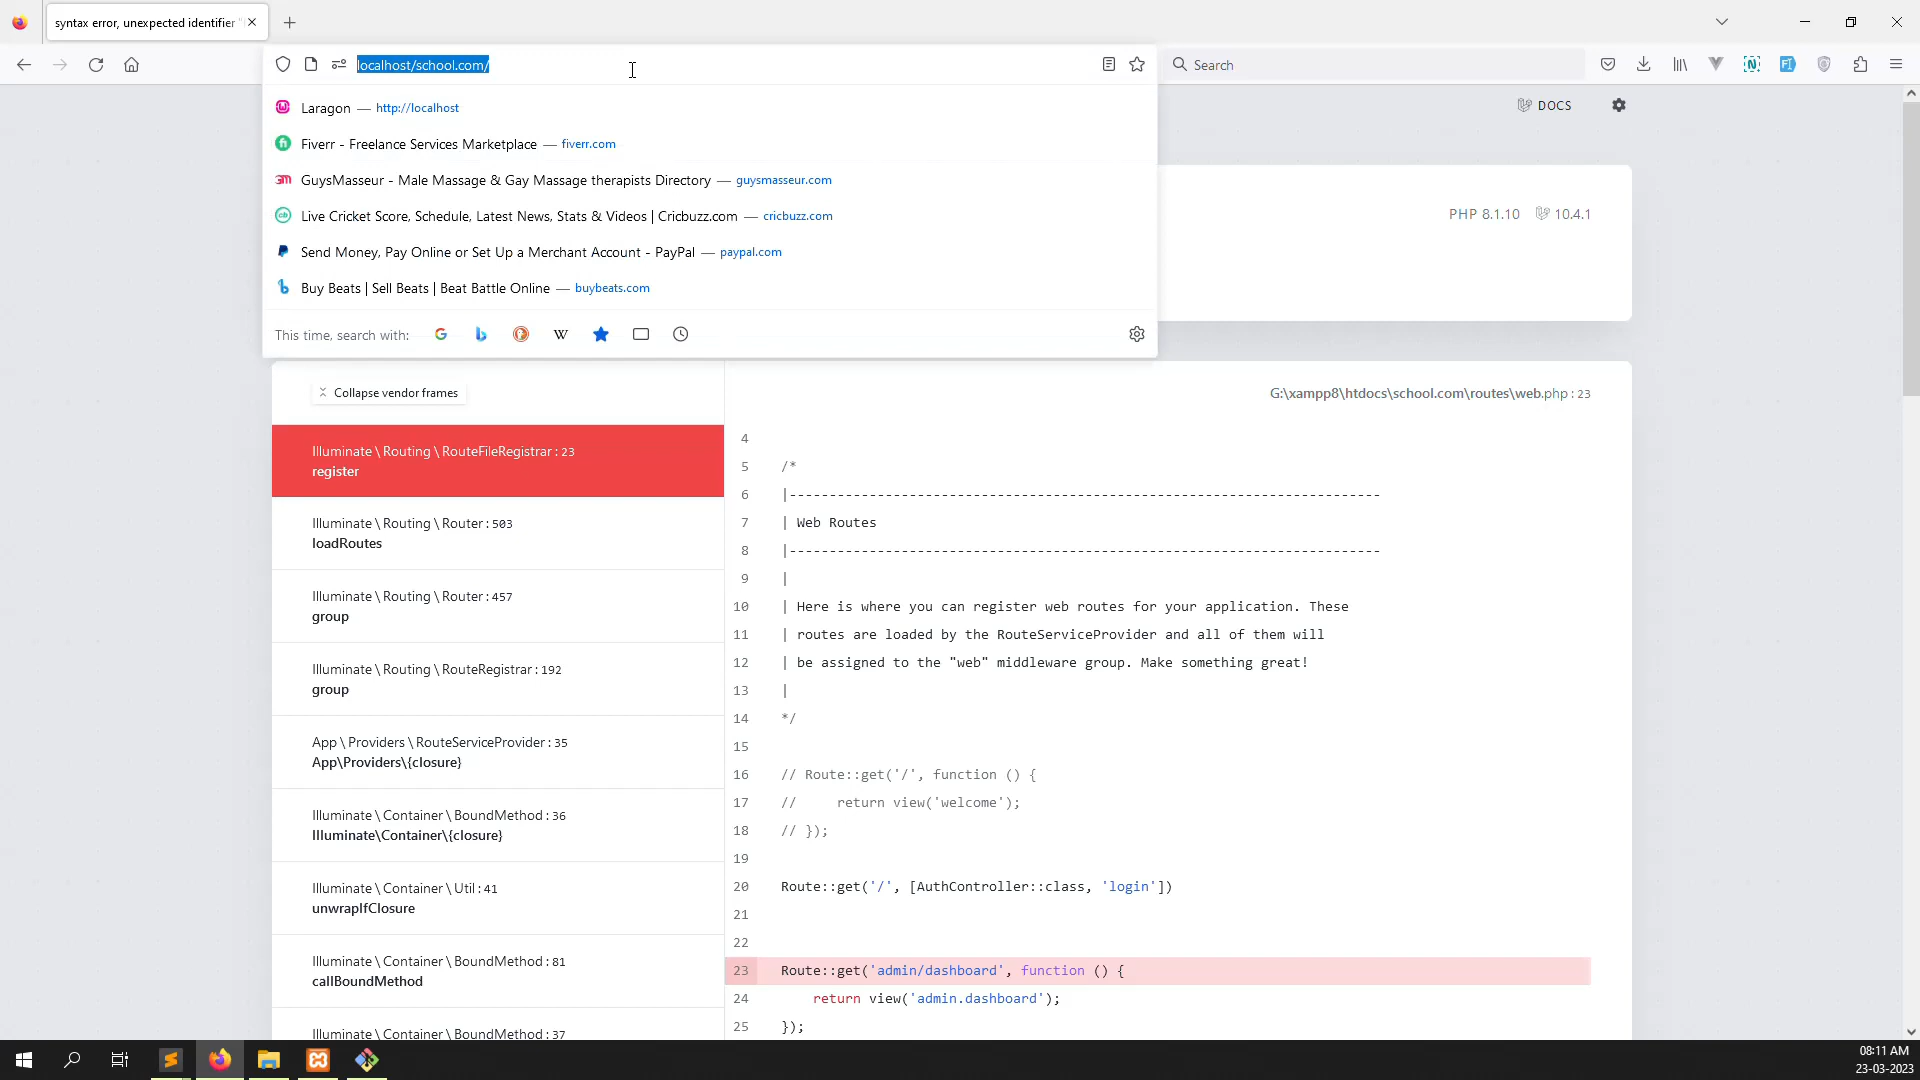 syntax error, unexpected identifier "
localhost/school.com/
Search
Laragon — http://localhost
Fiverr - Freelance Services Marketplace — fiverr.com
GuysMasseur - Male Massage & Gay Massage therapists Directory — guysmasseur.com
Live Cricket Score, Schedule, Latest News, Stats & Videos | Cricbuzz.com — cricbuzz.com
Send Money, Pay Online or Set Up a Merchant Account - PayPal — paypal.com
Buy Beats | Sell Beats | Beat Battle Online — buybeats.com
This time, search with:
DOCS
PHP 8.1.10 10.4.1
Collapse vendor frames
Illuminate \ Routing \ RouteFileRegistrar : 23
register
Illuminate \ Routing \ Router : 503
loadRoutes
Illuminate \ Routing \ Router : 457
group
Illuminate \ Routing \ RouteRegistrar : 192
group
App \ Providers \ RouteServiceProvider : 35
App\Providers\{closure}
Illuminate \ Container \ BoundMethod : 36
Illuminate\Container\{closure}
Illuminate \ Container \ Util : 41
unwrapIfClosure
Illuminate \ Container \ BoundMethod : 81
callBoundMethod
Illuminate \ Container \ BoundMethod : 37
G:\xampp8\htdocs\school.com\routes\web.php : 23
4
5 /*
6 |--------------------------------------------------------------------------
7 | Web Routes
8 |--------------------------------------------------------------------------
9 |
10 | Here is where you can register web routes for your application. These
11 | routes are loaded by the RouteServiceProvider and all of them will
12 | be assigned to the "web" middleware group. Make something great!
13 |
14 */
15
16 // Route::get('/', function () {
17 //     return view('welcome');
18 // });
19
20 Route::get('/', [AuthController::class, 'login'])
21
22
23 Route::get('admin/dashboard', function () {
24     return view('admin.dashboard');
25 });
08:11 AM
23-03-2023